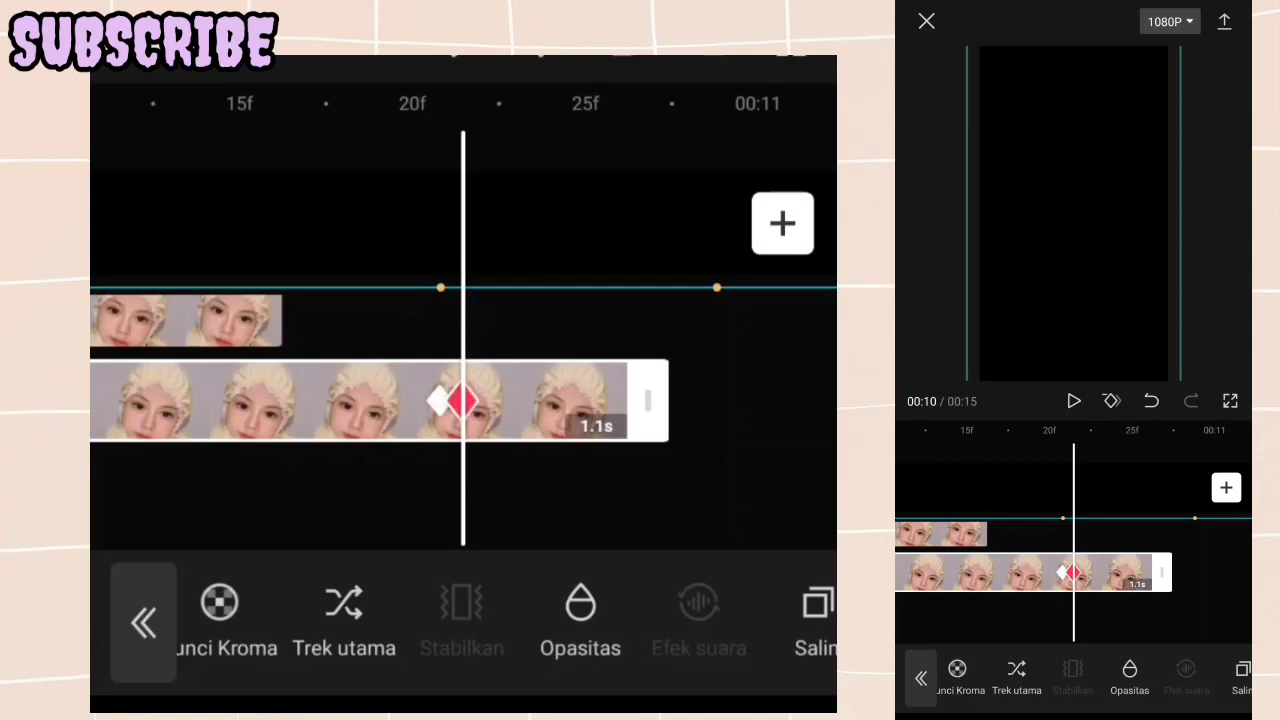 SUBSCRIBE
15f
20f
25f
00:11
1.1s
unci Kroma
Trek utama
Stabilkan
Opasitas
Efek suara
Salin
1080P
00:10 / 00:15
15f
20f
25f
00:11
1.1s
unci Kroma
Trek utama
Stabilkan
Opasitas
Efek suara
Salin